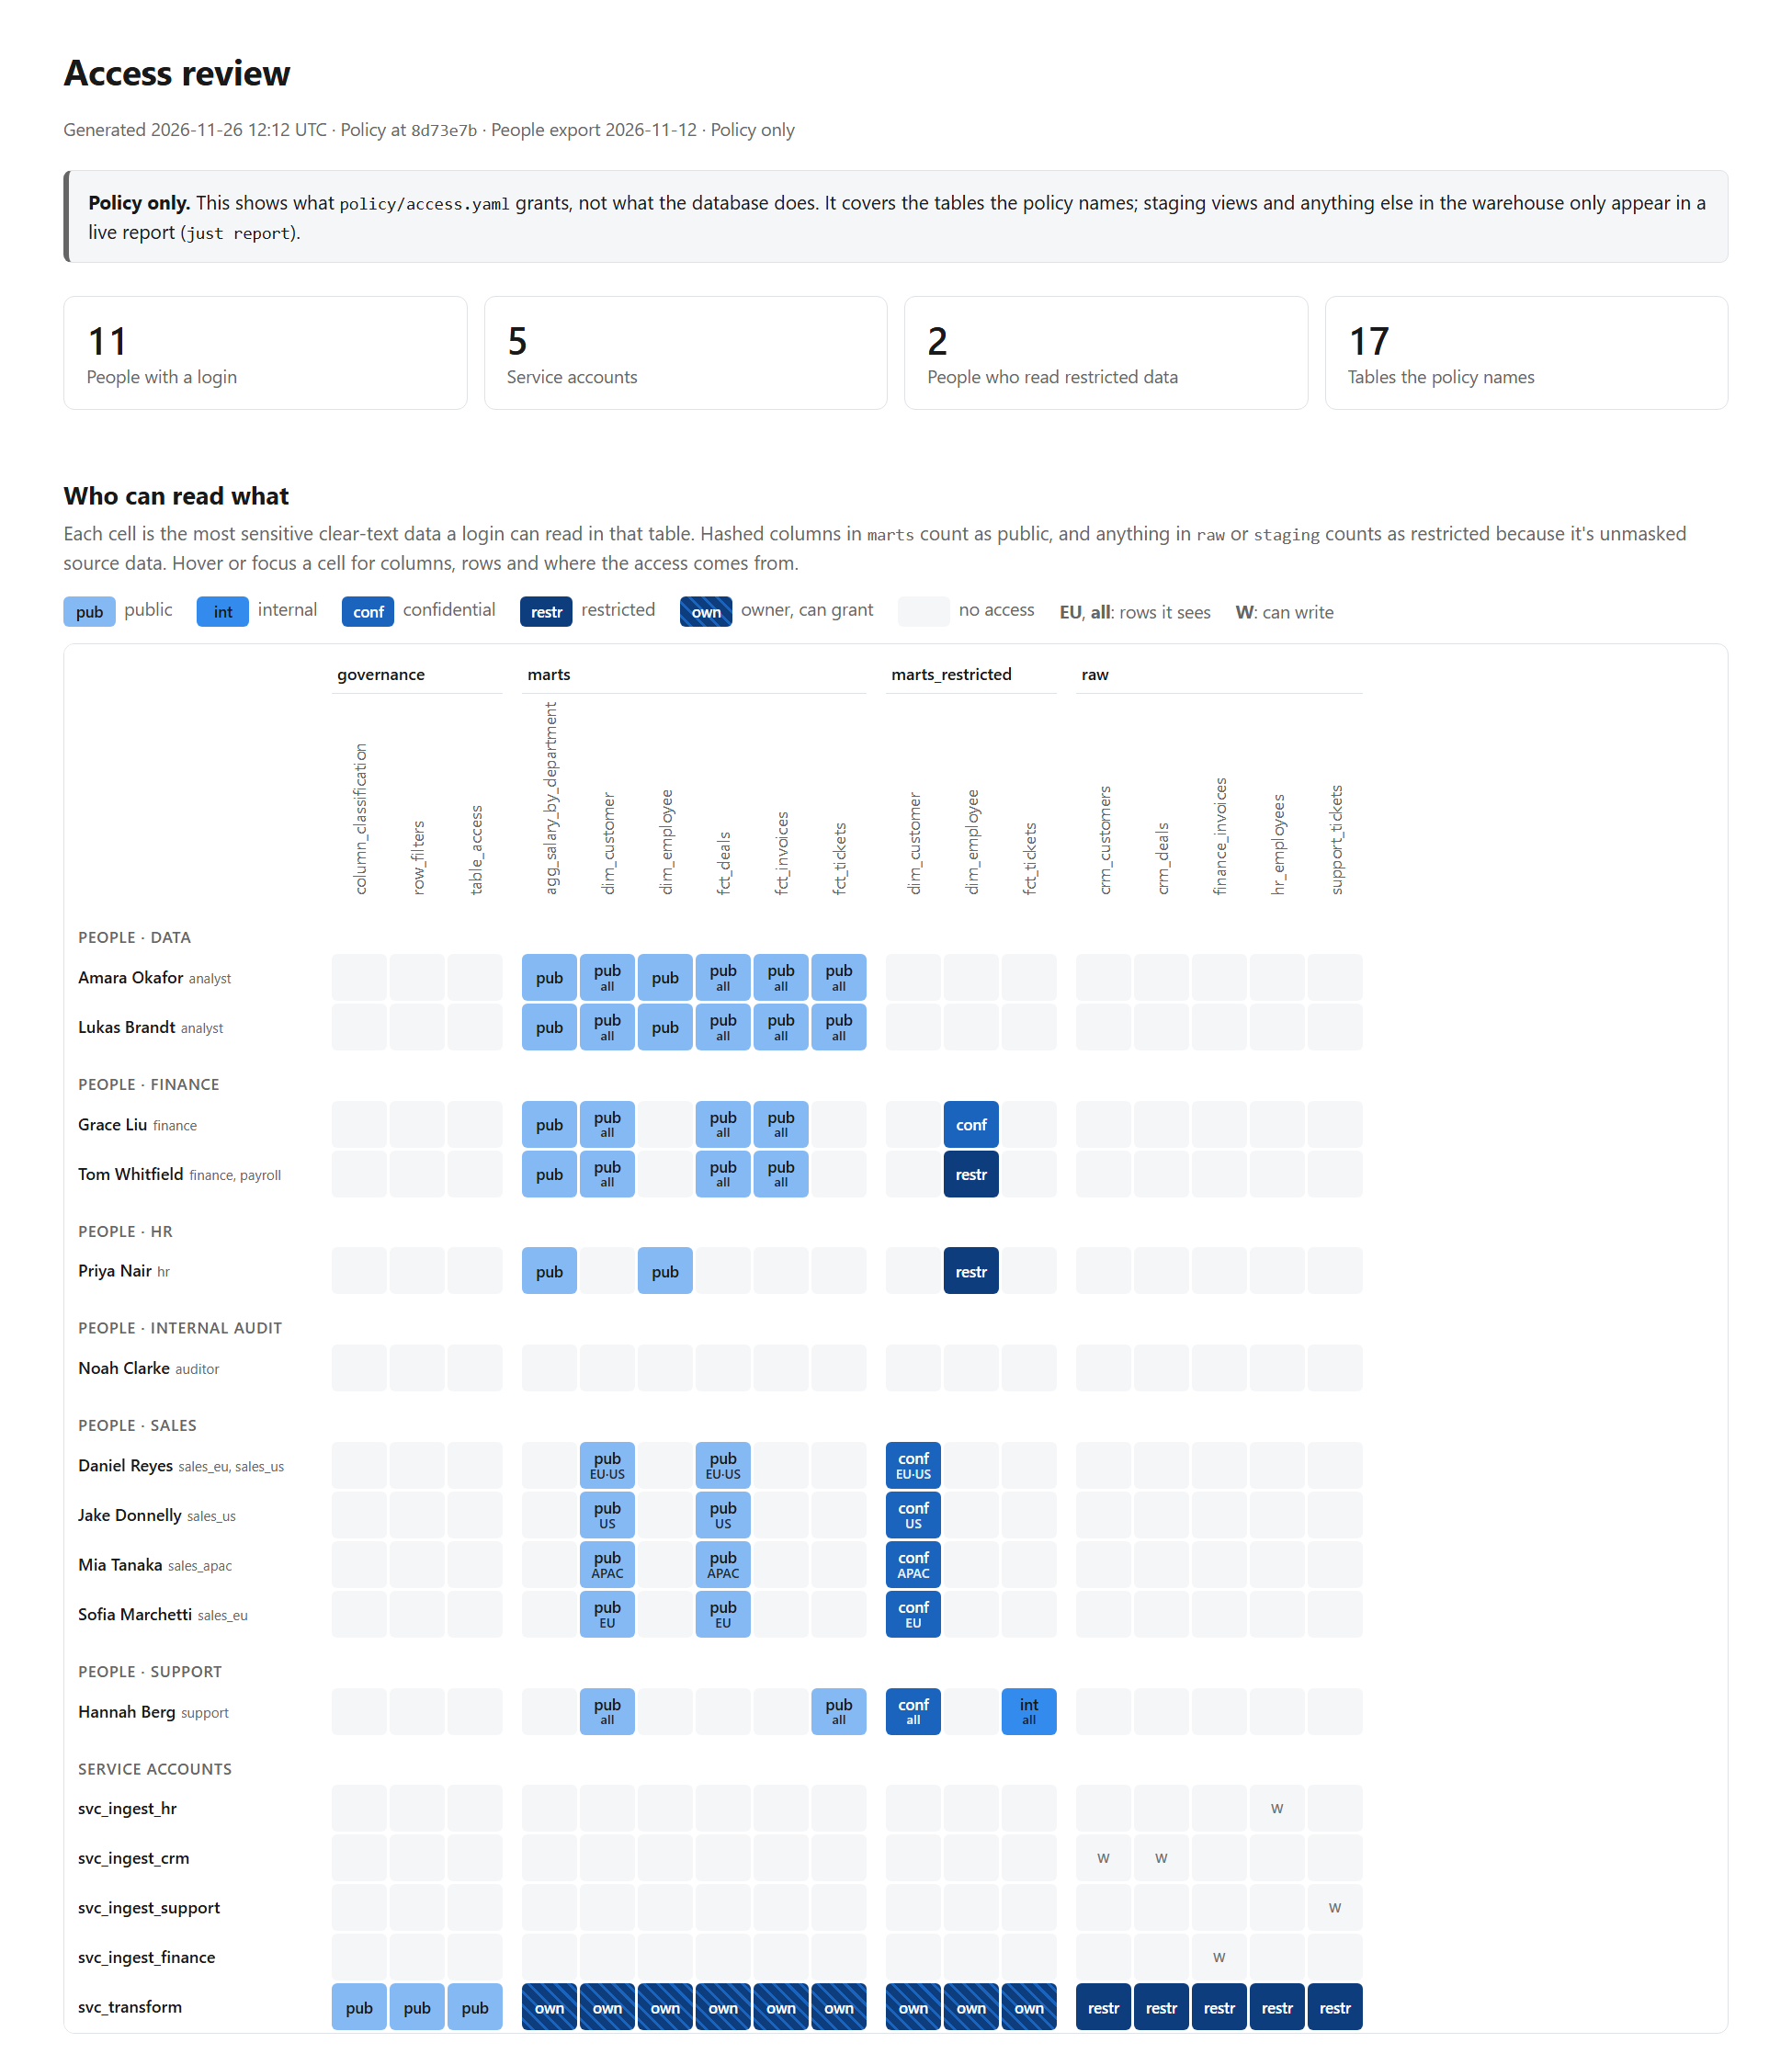 Access review
Generated 2026-11-26 12:12 UTC · Policy at 8d73e7b · People export 2026-11-12 · Policy only
Policy only. This shows what policy/access.yaml grants, not what the database does. It covers the tables the policy names; staging views and anything else in the warehouse only appear in a
live report (just report).
11
People with a login
5
Service accounts
2
People who read restricted data
17
Tables the policy names
Who can read what
Each cell is the most sensitive clear-text data a login can read in that table. Hashed columns in marts count as public, and anything in raw or staging counts as restricted because it's unmasked
source data. Hover or focus a cell for columns, rows and where the access comes from.
pub public int internal conf confidential restr restricted own owner, can grant no access EU, all: rows it sees W: can write
governance marts marts_restricted raw
column_classification
row_filters
table_access
agg_salary_by_department
dim_customer
dim_employee
fct_deals
fct_invoices
fct_tickets
dim_customer
dim_employee
fct_tickets
crm_customers
crm_deals
finance_invoices
hr_employees
support_tickets
PEOPLE · DATA
Amara Okafor analyst pub pub all pub pub all pub all pub all
Lukas Brandt analyst pub pub all pub pub all pub all pub all
PEOPLE · FINANCE
Grace Liu finance pub pub all pub all pub all conf
Tom Whitfield finance, payroll pub pub all pub all pub all restr
PEOPLE · HR
Priya Nair hr pub pub restr
PEOPLE · INTERNAL AUDIT
Noah Clarke auditor
PEOPLE · SALES
Daniel Reyes sales_eu, sales_us pub EU·US pub EU·US conf EU·US
Jake Donnelly sales_us pub US pub US conf US
Mia Tanaka sales_apac pub APAC pub APAC conf APAC
Sofia Marchetti sales_eu pub EU pub EU conf EU
PEOPLE · SUPPORT
Hannah Berg support pub all pub all conf all int all
SERVICE ACCOUNTS
svc_ingest_hr W
svc_ingest_crm W W
svc_ingest_support W
svc_ingest_finance W
svc_transform pub pub pub own own own own own own own own own restr restr restr restr restr